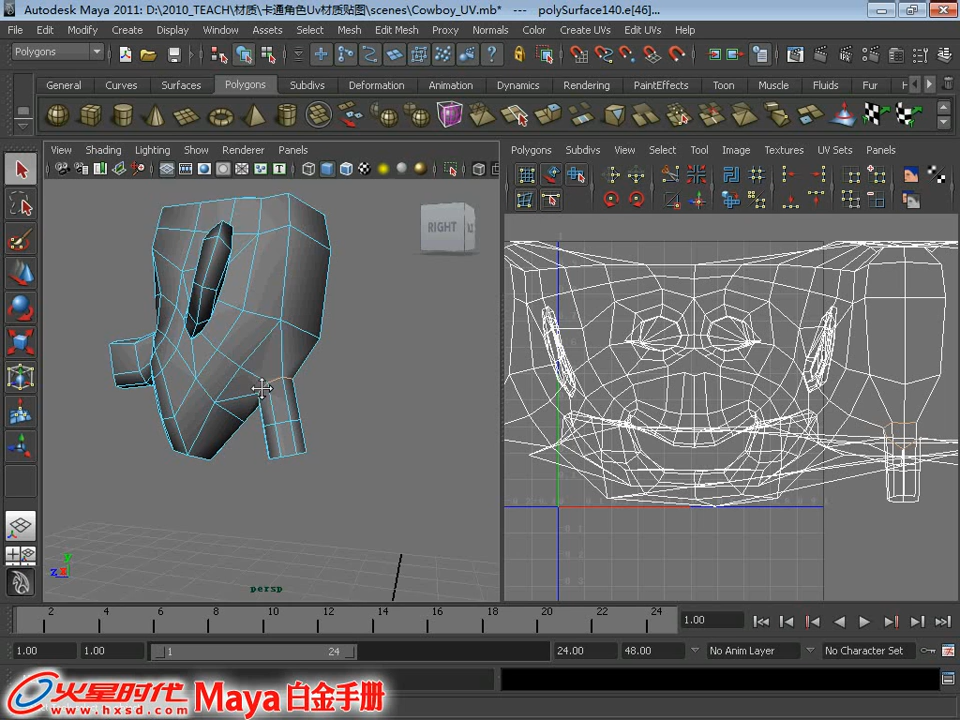 Autodesk Maya 2011: D:\2010_TEACH\材质\卡通角色Uv材质贴图\scenes\Cowboy_UV.mb* --- polySurface140.e[46]...
File Edit Modify Create Display Window Assets Select Mesh Edit Mesh Proxy Normals Color Create UVs Edit UVs Help
Polygons
General Curves Surfaces Polygons Subdivs Deformation Animation Dynamics Rendering PaintEffects Toon Muscle Fluids Fur
View Shading Lighting Show Renderer Panels
Polygons Subdivs View Select Tool Image Textures UV Sets Panels
RIGHT
y
z x
persp
2 4 6 8 10 12 14 16 18 20 22 24
1.00
1.00 1.00 1 24 24.00 48.00 No Anim Layer No Character Set
火星时代 Maya 白金手册
www.hxsd.com